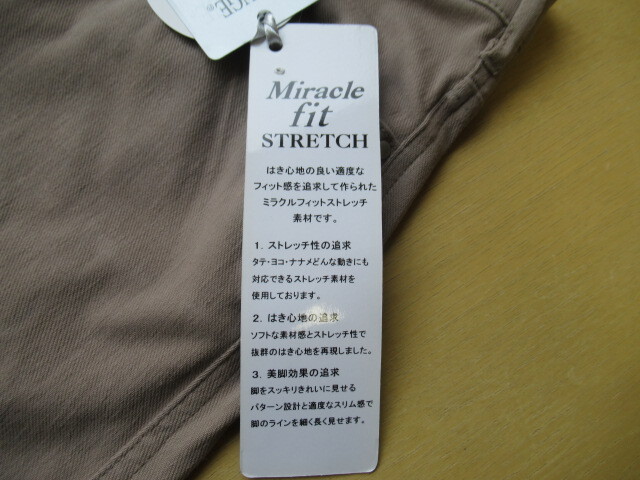 Miracle
fit
STRETCH
はき心地の良い適度な
フィット感を追求して作られた
ミラクルフィットストレッチ
素材です。
1. ストレッチ性の追求
タテ・ヨコ・ナナメどんな動きにも
対応できるストレッチ素材を
使用しております。
2. はき心地の追求
ソフトな素材感とストレッチ性で
抜群のはき心地を再現しました。
3. 美脚効果の追求
脚をスッキリきれいに見せる
パターン設計と適度なスリム感で
脚のラインを細く長く見せます。